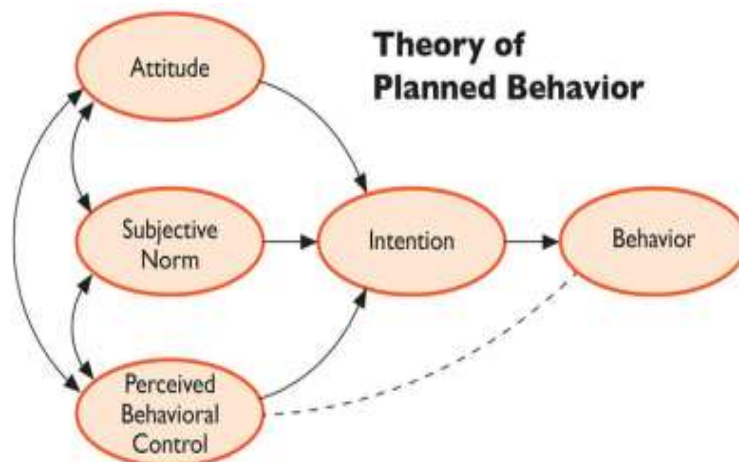 Theory of
Planned Behavior
Attitude
Subjective
Norm
Intention
Behavior
Perceived
Behavioral
Control